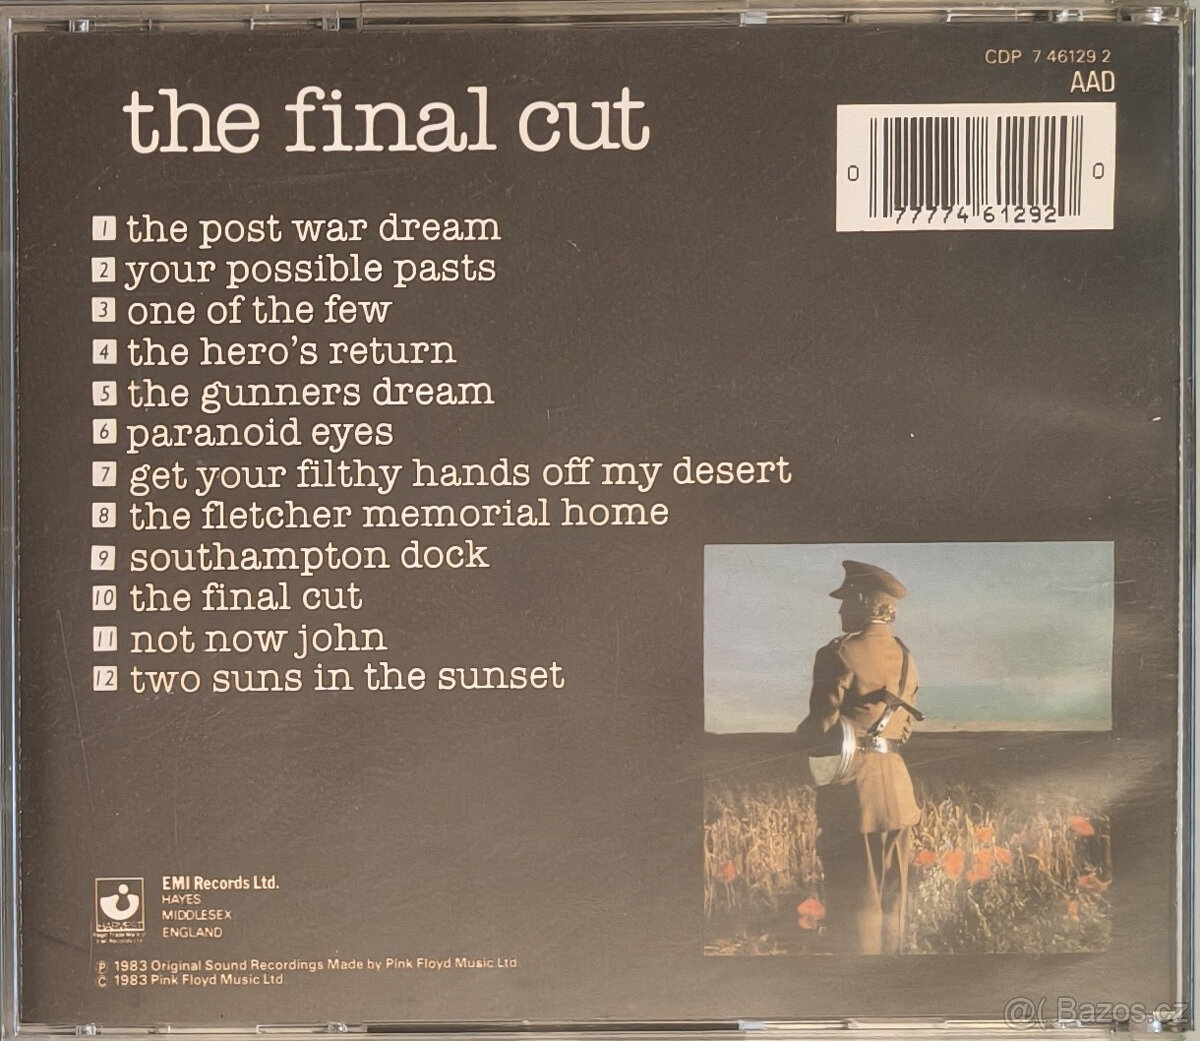 CDP 7 46129 2
AAD
the final cut
0 77774 61292 0
1 the post war dream
2 your possible pasts
3 one of the few
4 the hero's return
5 the gunners dream
6 paranoid eyes
7 get your filthy hands off my desert
8 the fletcher memorial home
9 southampton dock
10 the final cut
11 not now john
12 two suns in the sunset
EMI Records Ltd.
HAYES
MIDDLESEX
ENGLAND
HARVEST
℗ 1983 Original Sound Recordings Made by Pink Floyd Music Ltd
© 1983 Pink Floyd Music Ltd
@( Bazos.cz